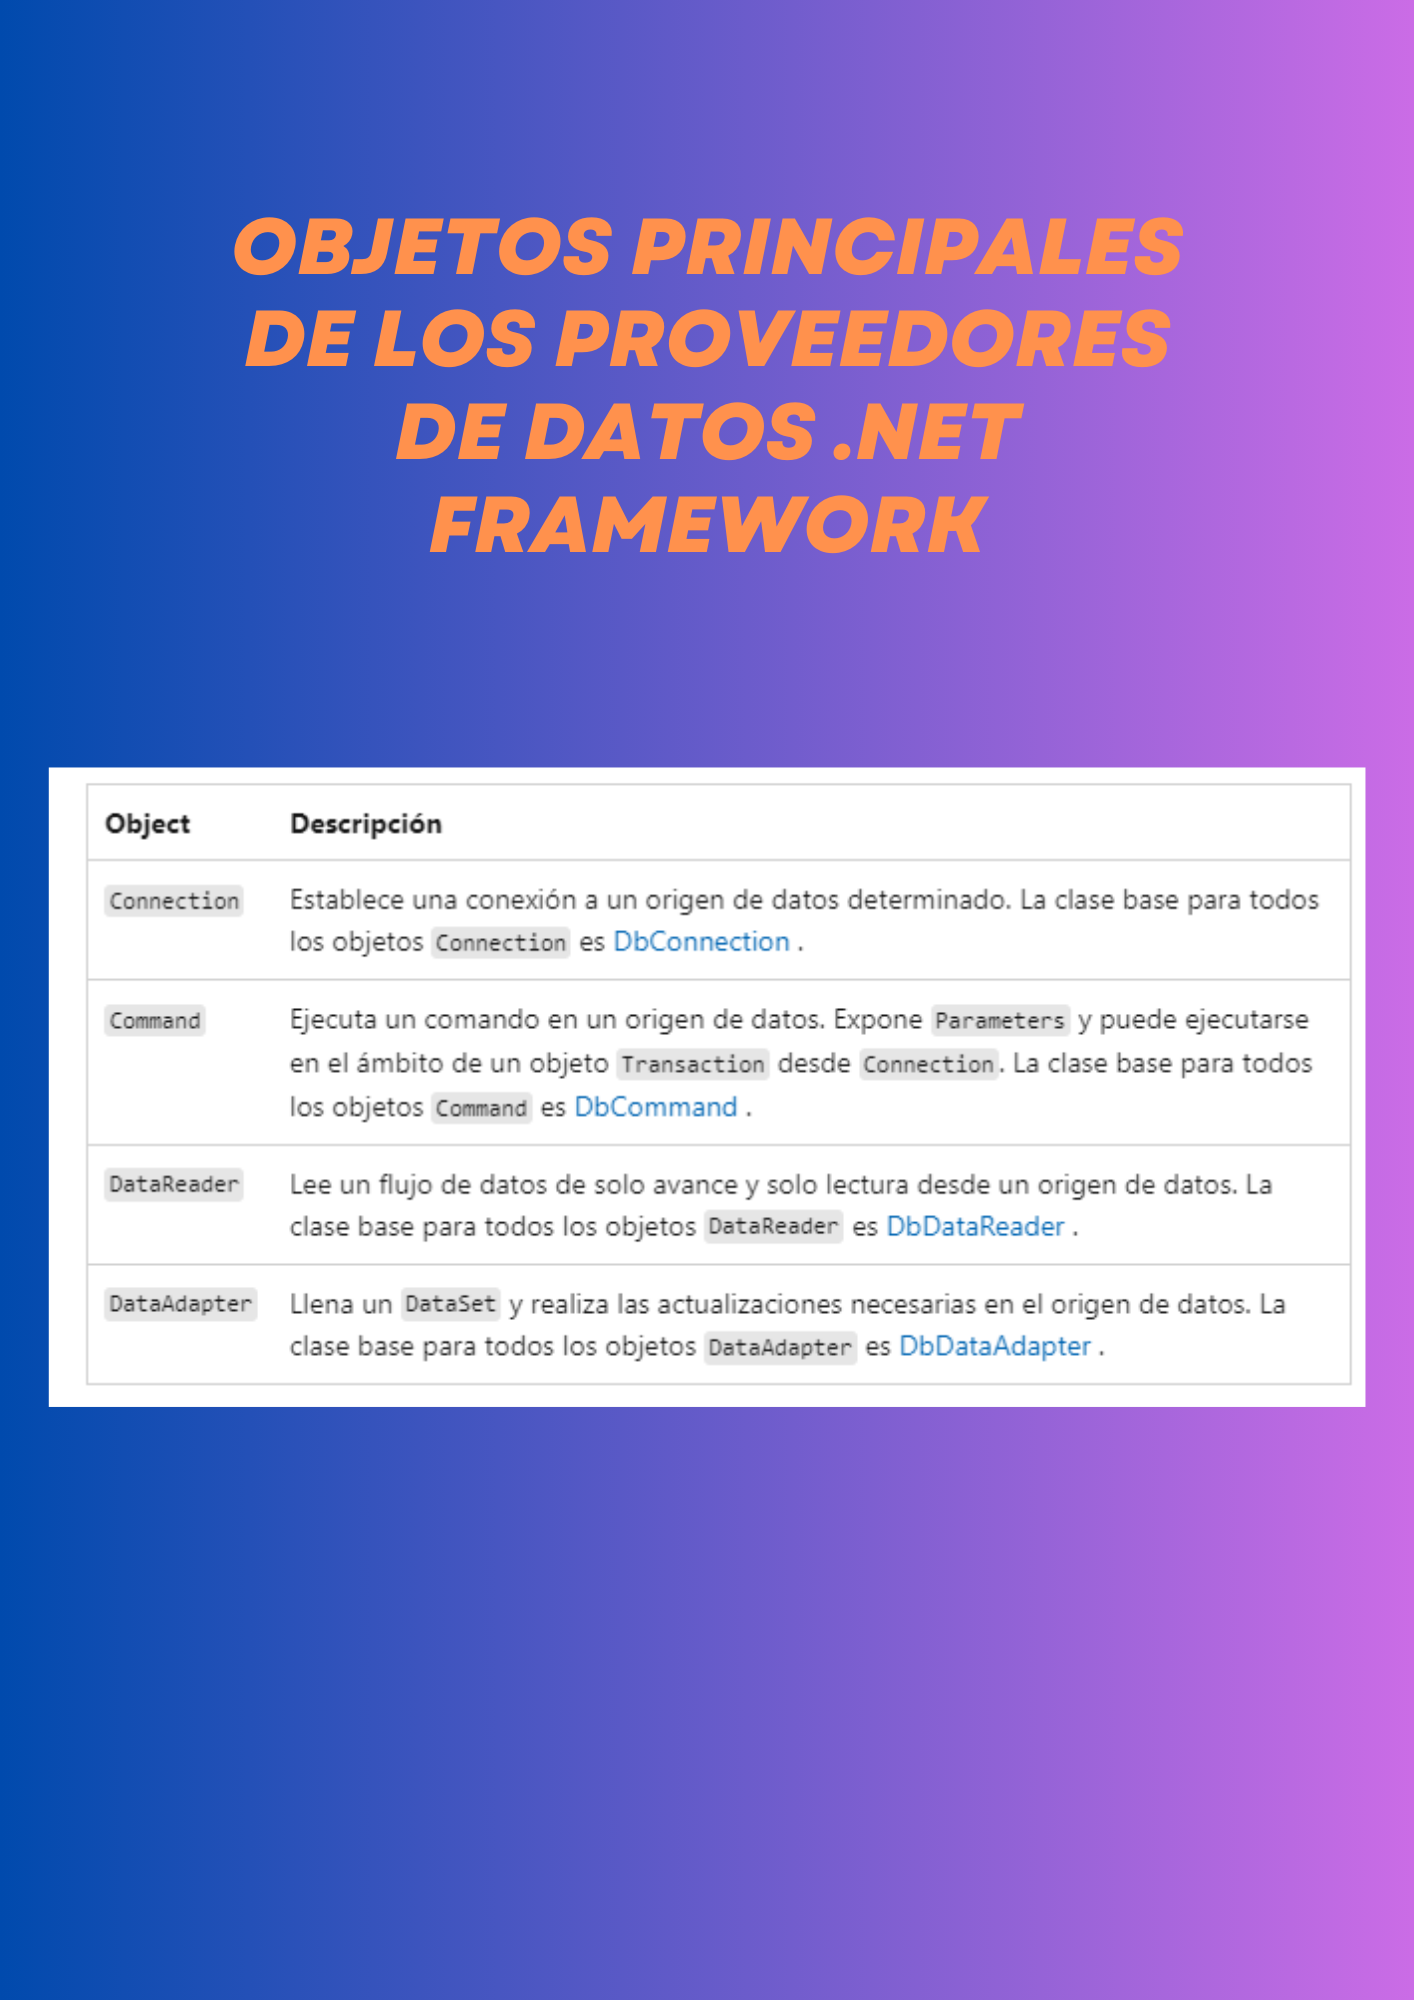 OBJETOS PRINCIPALES
DE LOS PROVEEDORES
DE DATOS .NET
FRAMEWORK
Object Descripción
Connection Establece una conexión a un origen de datos determinado. La clase base para todos
los objetos Connection es DbConnection .
Command Ejecuta un comando en un origen de datos. Expone Parameters y puede ejecutarse
en el ámbito de un objeto Transaction desde Connection. La clase base para todos
los objetos Command es DbCommand .
DataReader Lee un flujo de datos de solo avance y solo lectura desde un origen de datos. La
clase base para todos los objetos DataReader es DbDataReader .
DataAdapter Llena un DataSet y realiza las actualizaciones necesarias en el origen de datos. La
clase base para todos los objetos DataAdapter es DbDataAdapter .